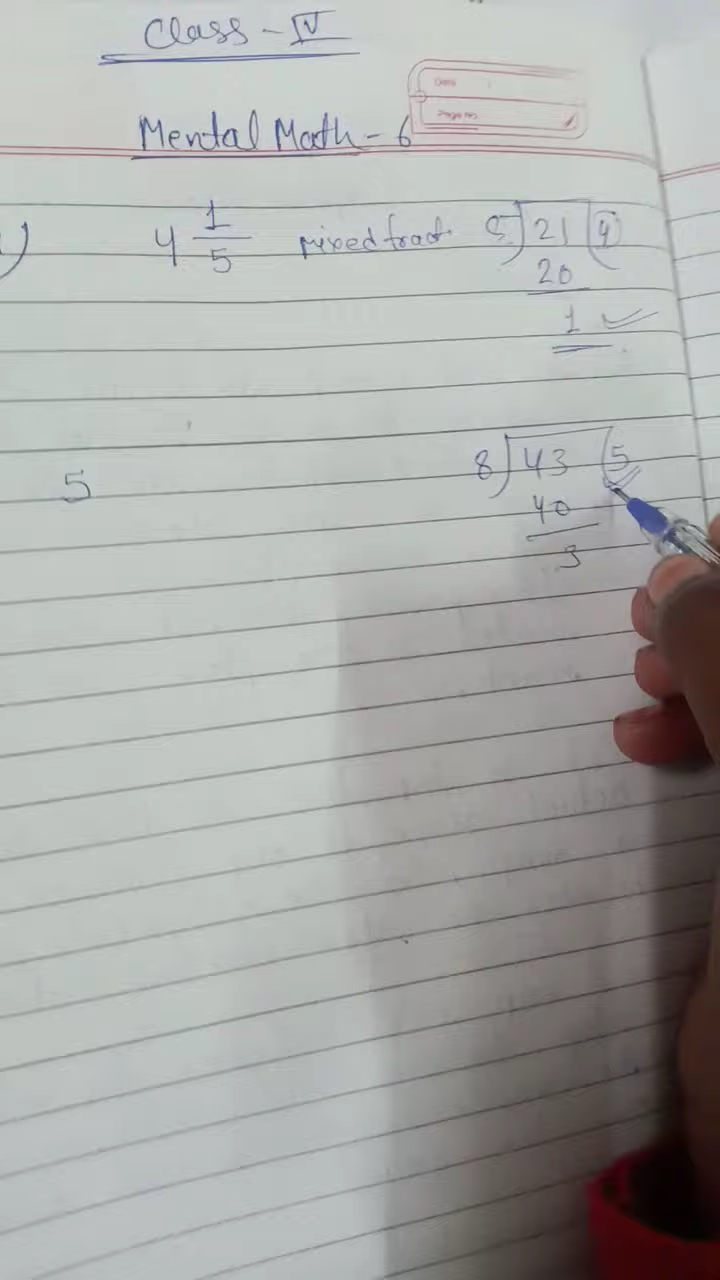 Class - IV
Mental Math - 6
4 1/5 mixed fract. 5)21(4
20
1
5 8)43(5
40
3